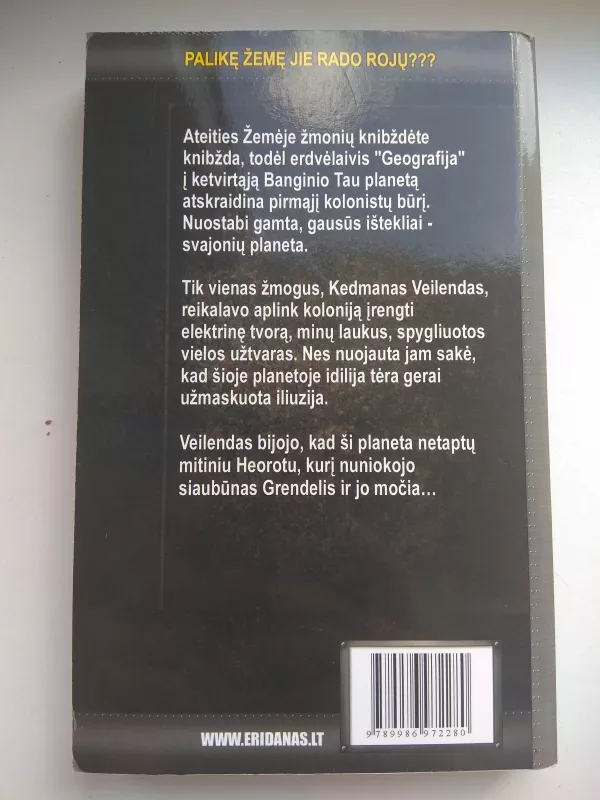 PALIKĘ ŽEMĘ JIE RADO ROJŲ???
Ateities Žemėje žmonių knibždėte
knibžda, todėl erdvėlaivis "Geografija"
į ketvirtąją Banginio Tau planetą
atskraidina pirmąjį kolonistų būrį.
Nuostabi gamta, gausūs ištekliai -
svajonių planeta.
Tik vienas žmogus, Kedmanas Veilendas,
reikalavo aplink koloniją įrengti
elektrinę tvorą, minų laukus, spygliuotos
vielos užtvaras. Nes nuojauta jam sakė,
kad šioje planetoje idilija tėra gerai
užmaskuota iliuzija.
Veilendas bijojo, kad ši planeta netaptų
mitiniu Heorotu, kurį nuniokojo
siaubūnas Grendelis ir jo močia...
9789986972280
WWW.ERIDANAS.LT